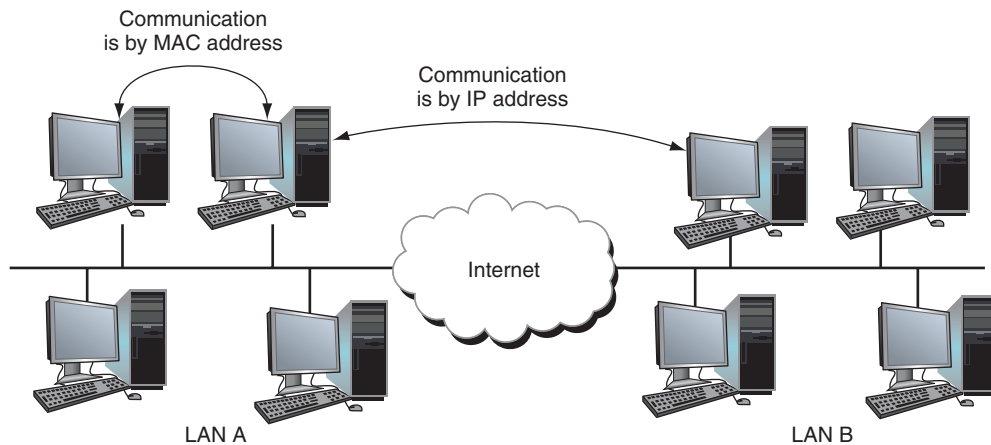 Communication
is by MAC address
Communication
is by IP address
Internet
LAN A
LAN B